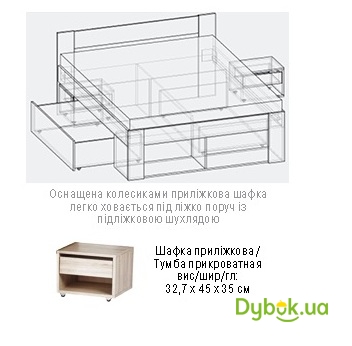 Оснащена колесиками приліжкова шафка
легко ховається під ліжко поруч із
підліжковою шухлядою
Шафка приліжкова /
Тумба прикроватная
вис/шир/гл:
32,7 x 45 x 35 см
Dybok.ua